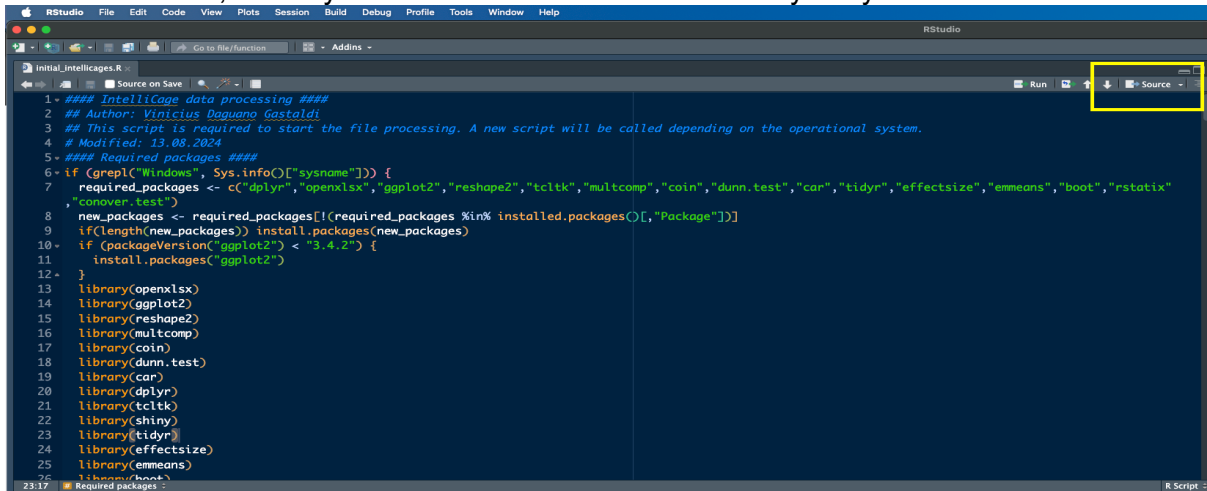 RStudio File Edit Code View Plots Session Build Debug Profile Tools Window Help
RStudio
Go to file/function Addins
initial_intellicages.R
Source on Save Run Source
1 #### IntelliCage data processing ####
2 ## Author: Vinicius Daguano Gastaldi
3 ## This script is required to start the file processing. A new script will be called depending on the operational system.
4 # Modified: 13.08.2024
5 #### Required packages ####
6 if (grepl("Windows", Sys.info()["sysname"])) {
7 required_packages <- c("dplyr","openxlsx","ggplot2","reshape2","tcltk","multcomp","coin","dunn.test","car","tidyr","effectsize","emmeans","boot","rstatix"
,"conover.test")
8 new_packages <- required_packages[!(required_packages %in% installed.packages()[,"Package"])]
9 if(length(new_packages)) install.packages(new_packages)
10 if (packageVersion("ggplot2") < "3.4.2") {
11 install.packages("ggplot2")
12 }
13 library(openxlsx)
14 library(ggplot2)
15 library(reshape2)
16 library(multcomp)
17 library(coin)
18 library(dunn.test)
19 library(car)
20 library(dplyr)
21 library(tcltk)
22 library(shiny)
23 library(tidyr)
24 library(effectsize)
25 library(emmeans)
26 library(boot)
23:17 # Required packages R Script